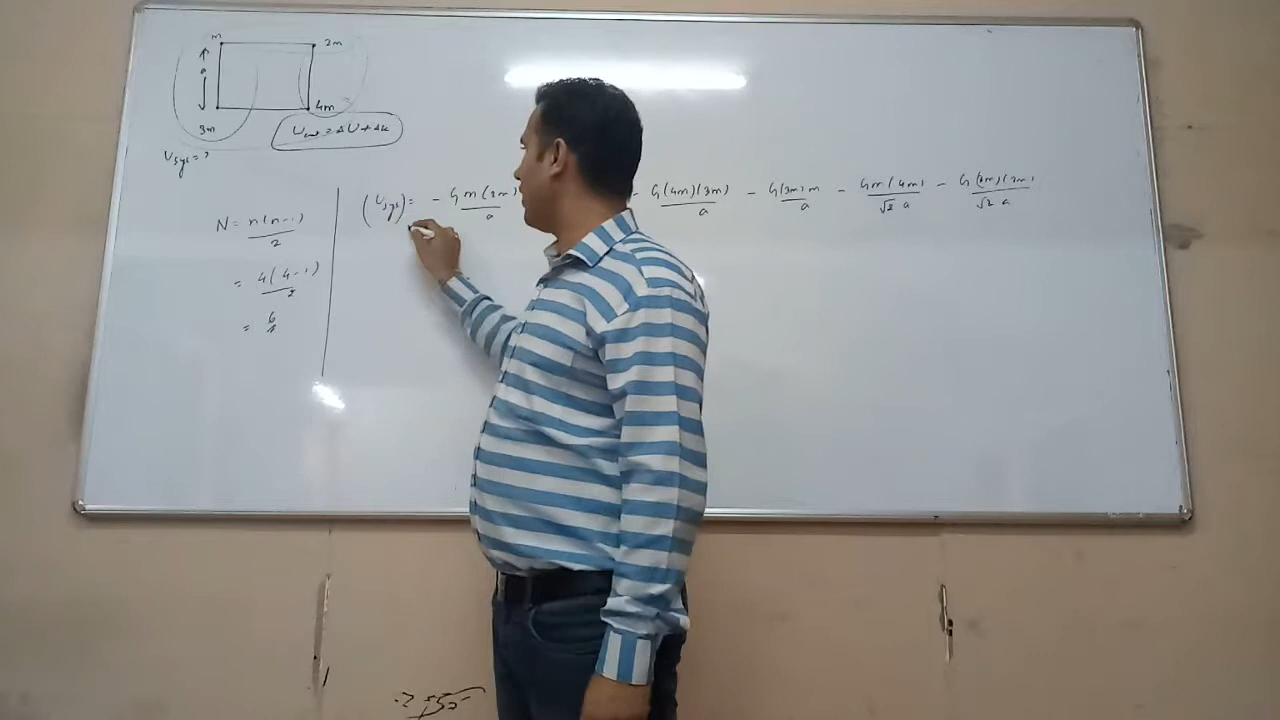 m 2m
a
3m 4m
U_ext = ΔU + ΔK
U_sys = ?
N = n(n-1)/2
= 4(4-1)/2
= 6
(U_sys)i = - Gm(2m)/a - G(4m)(3m)/a - G(3m)m/a - Gm(4m)/√2 a - G(2m)(3m)/√2 a